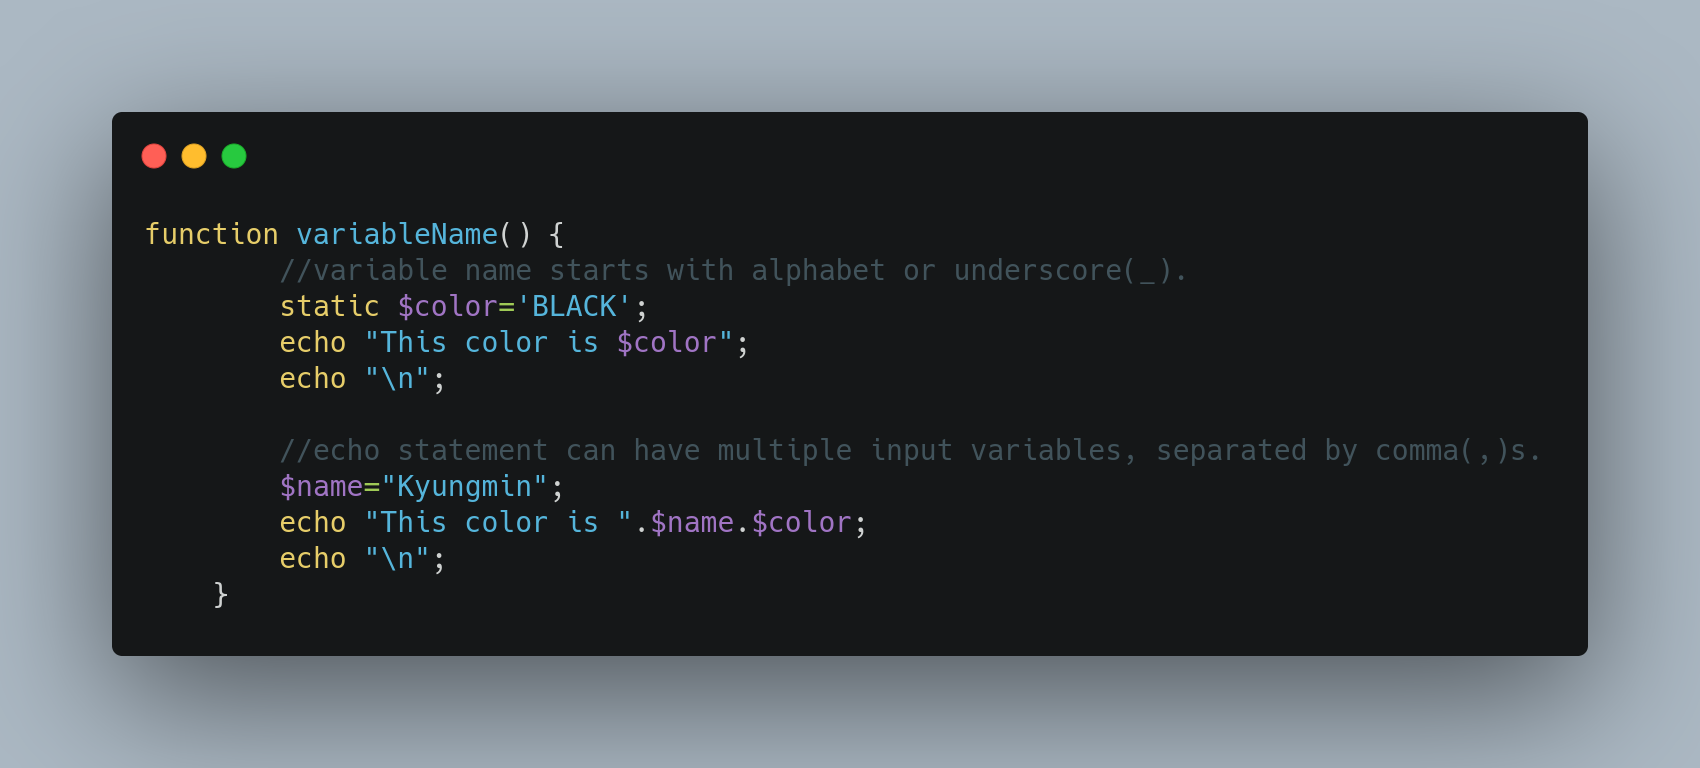 function variableName() {
        //variable name starts with alphabet or underscore(_).
        static $color='BLACK';
        echo "This color is $color";
        echo "\n";

        //echo statement can have multiple input variables, separated by comma(,)s.
        $name="Kyungmin";
        echo "This color is ".$name.$color;
        echo "\n";
    }